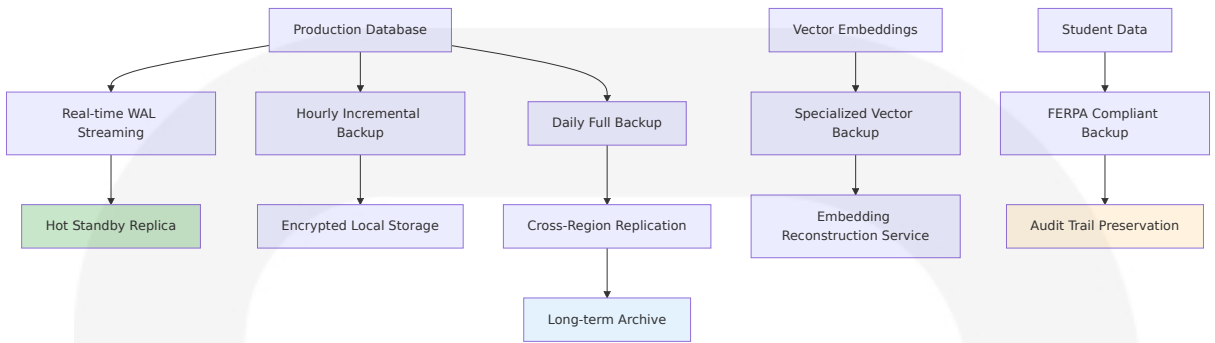 Production Database
Vector Embeddings
Student Data
Real-time WAL
Streaming
Hourly Incremental
Backup
Daily Full Backup
Specialized Vector
Backup
FERPA Compliant
Backup
Hot Standby Replica
Encrypted Local Storage
Cross-Region Replication
Embedding
Reconstruction Service
Audit Trail Preservation
Long-term Archive